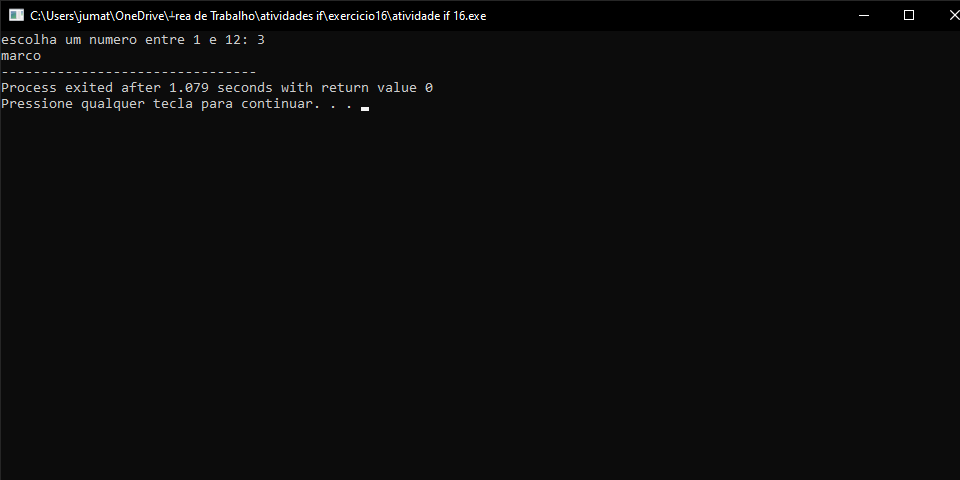 C:\Users\jumat\OneDrive\┴rea de Trabalho\atividades if\exercicio16\atividade if 16.exe
escolha um numero entre 1 e 12: 3
marco
--------------------------------
Process exited after 1.079 seconds with return value 0
Pressione qualquer tecla para continuar. . .